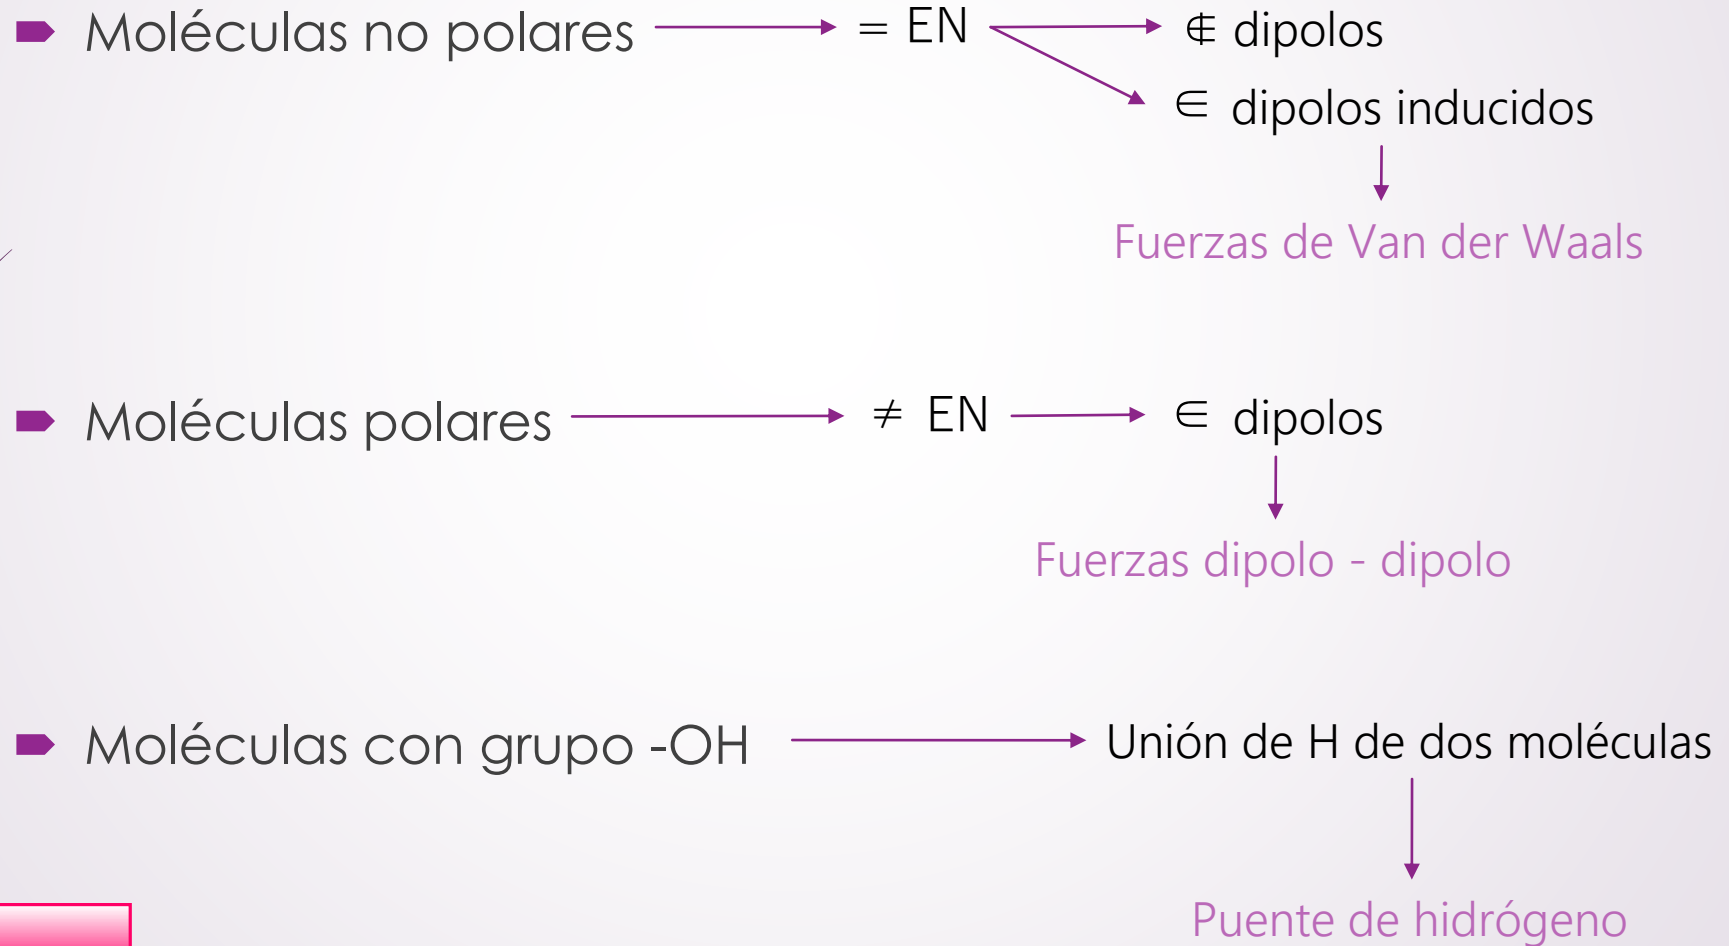 Moléculas no polares = EN ∉ dipolos
∈ dipolos inducidos
Fuerzas de Van der Waals
Moléculas polares ≠ EN ∈ dipolos
Fuerzas dipolo - dipolo
Moléculas con grupo -OH Unión de H de dos moléculas
Puente de hidrógeno